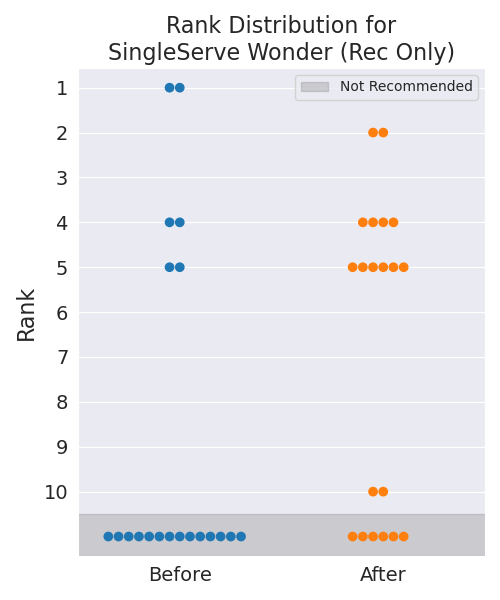 Rank Distribution for
SingleServe Wonder (Rec Only)
Not Recommended
Rank
1
2
3
4
5
6
7
8
9
10
Before After